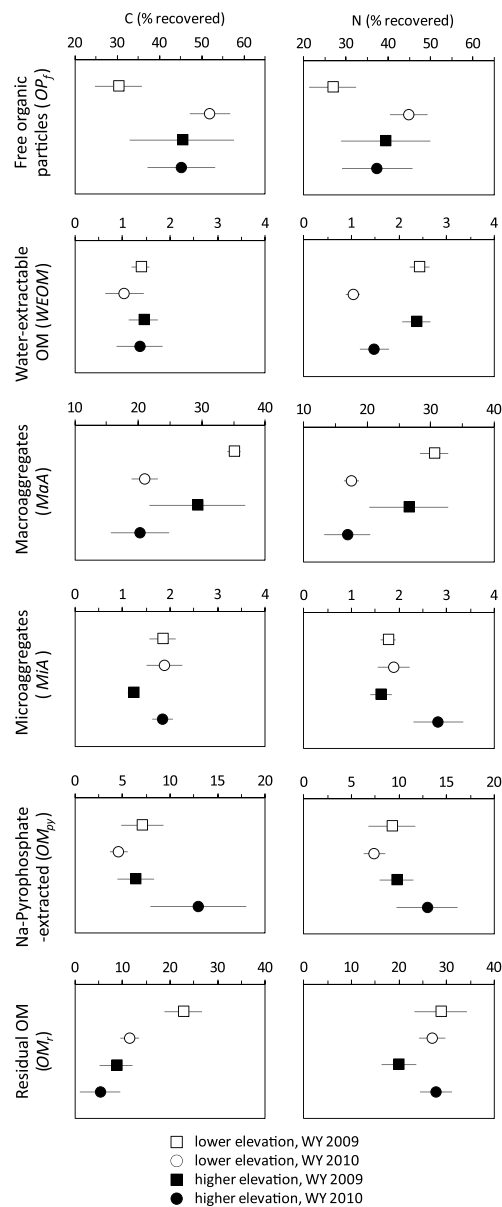 C (% recovered)
N (% recovered)
20 30 40 50 60
20 30 40 50 60
Free organic
particles (OPf)
0 1 2 3 4
0 1 2 3 4
Water-extractable
OM (WEOM)
10 20 30 40
10 20 30 40
Macroaggregates
(MaA)
0 1 2 3 4
0 1 2 3 4
Microaggregates
( MiA)
0 5 10 15 20
0 5 10 15 20
Na-Pyrophosphate
-extracted (OMpy)
0 10 20 30 40
0 10 20 30 40
Residual OM
(OMr)
lower elevation, WY 2009
lower elevation, WY 2010
higher elevation, WY 2009
higher elevation, WY 2010